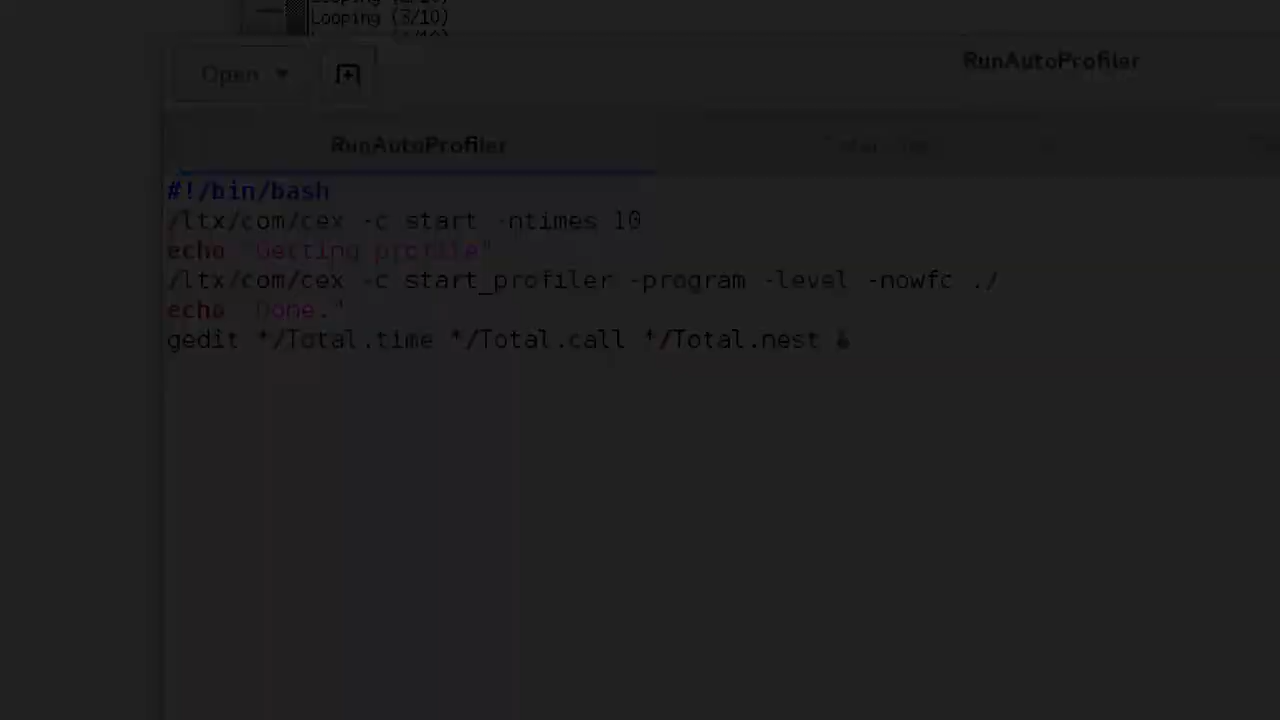 Looping (3/10)
Open
RunAutoProfiler
RunAutoProfiler
#!/bin/bash
/ltx/com/cex -c start -ntimes 10
echo "Getting profile"
/ltx/com/cex -c start_profiler -program -level -nowfc ./
echo "Done."
gedit */Total.time */Total.call */Total.nest &